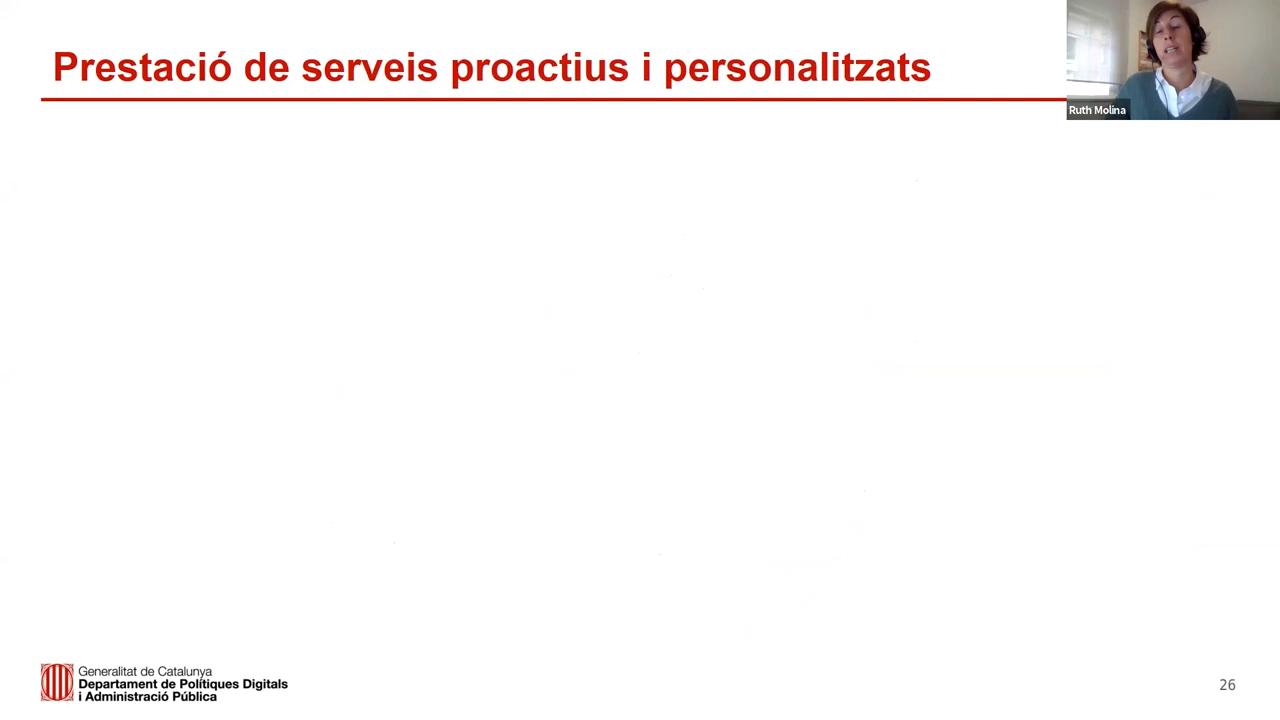 Prestació de serveis proactius i personalitzats
Ruth Molina
Generalitat de Catalunya
Departament de Polítiques Digitals
i Administració Pública
26